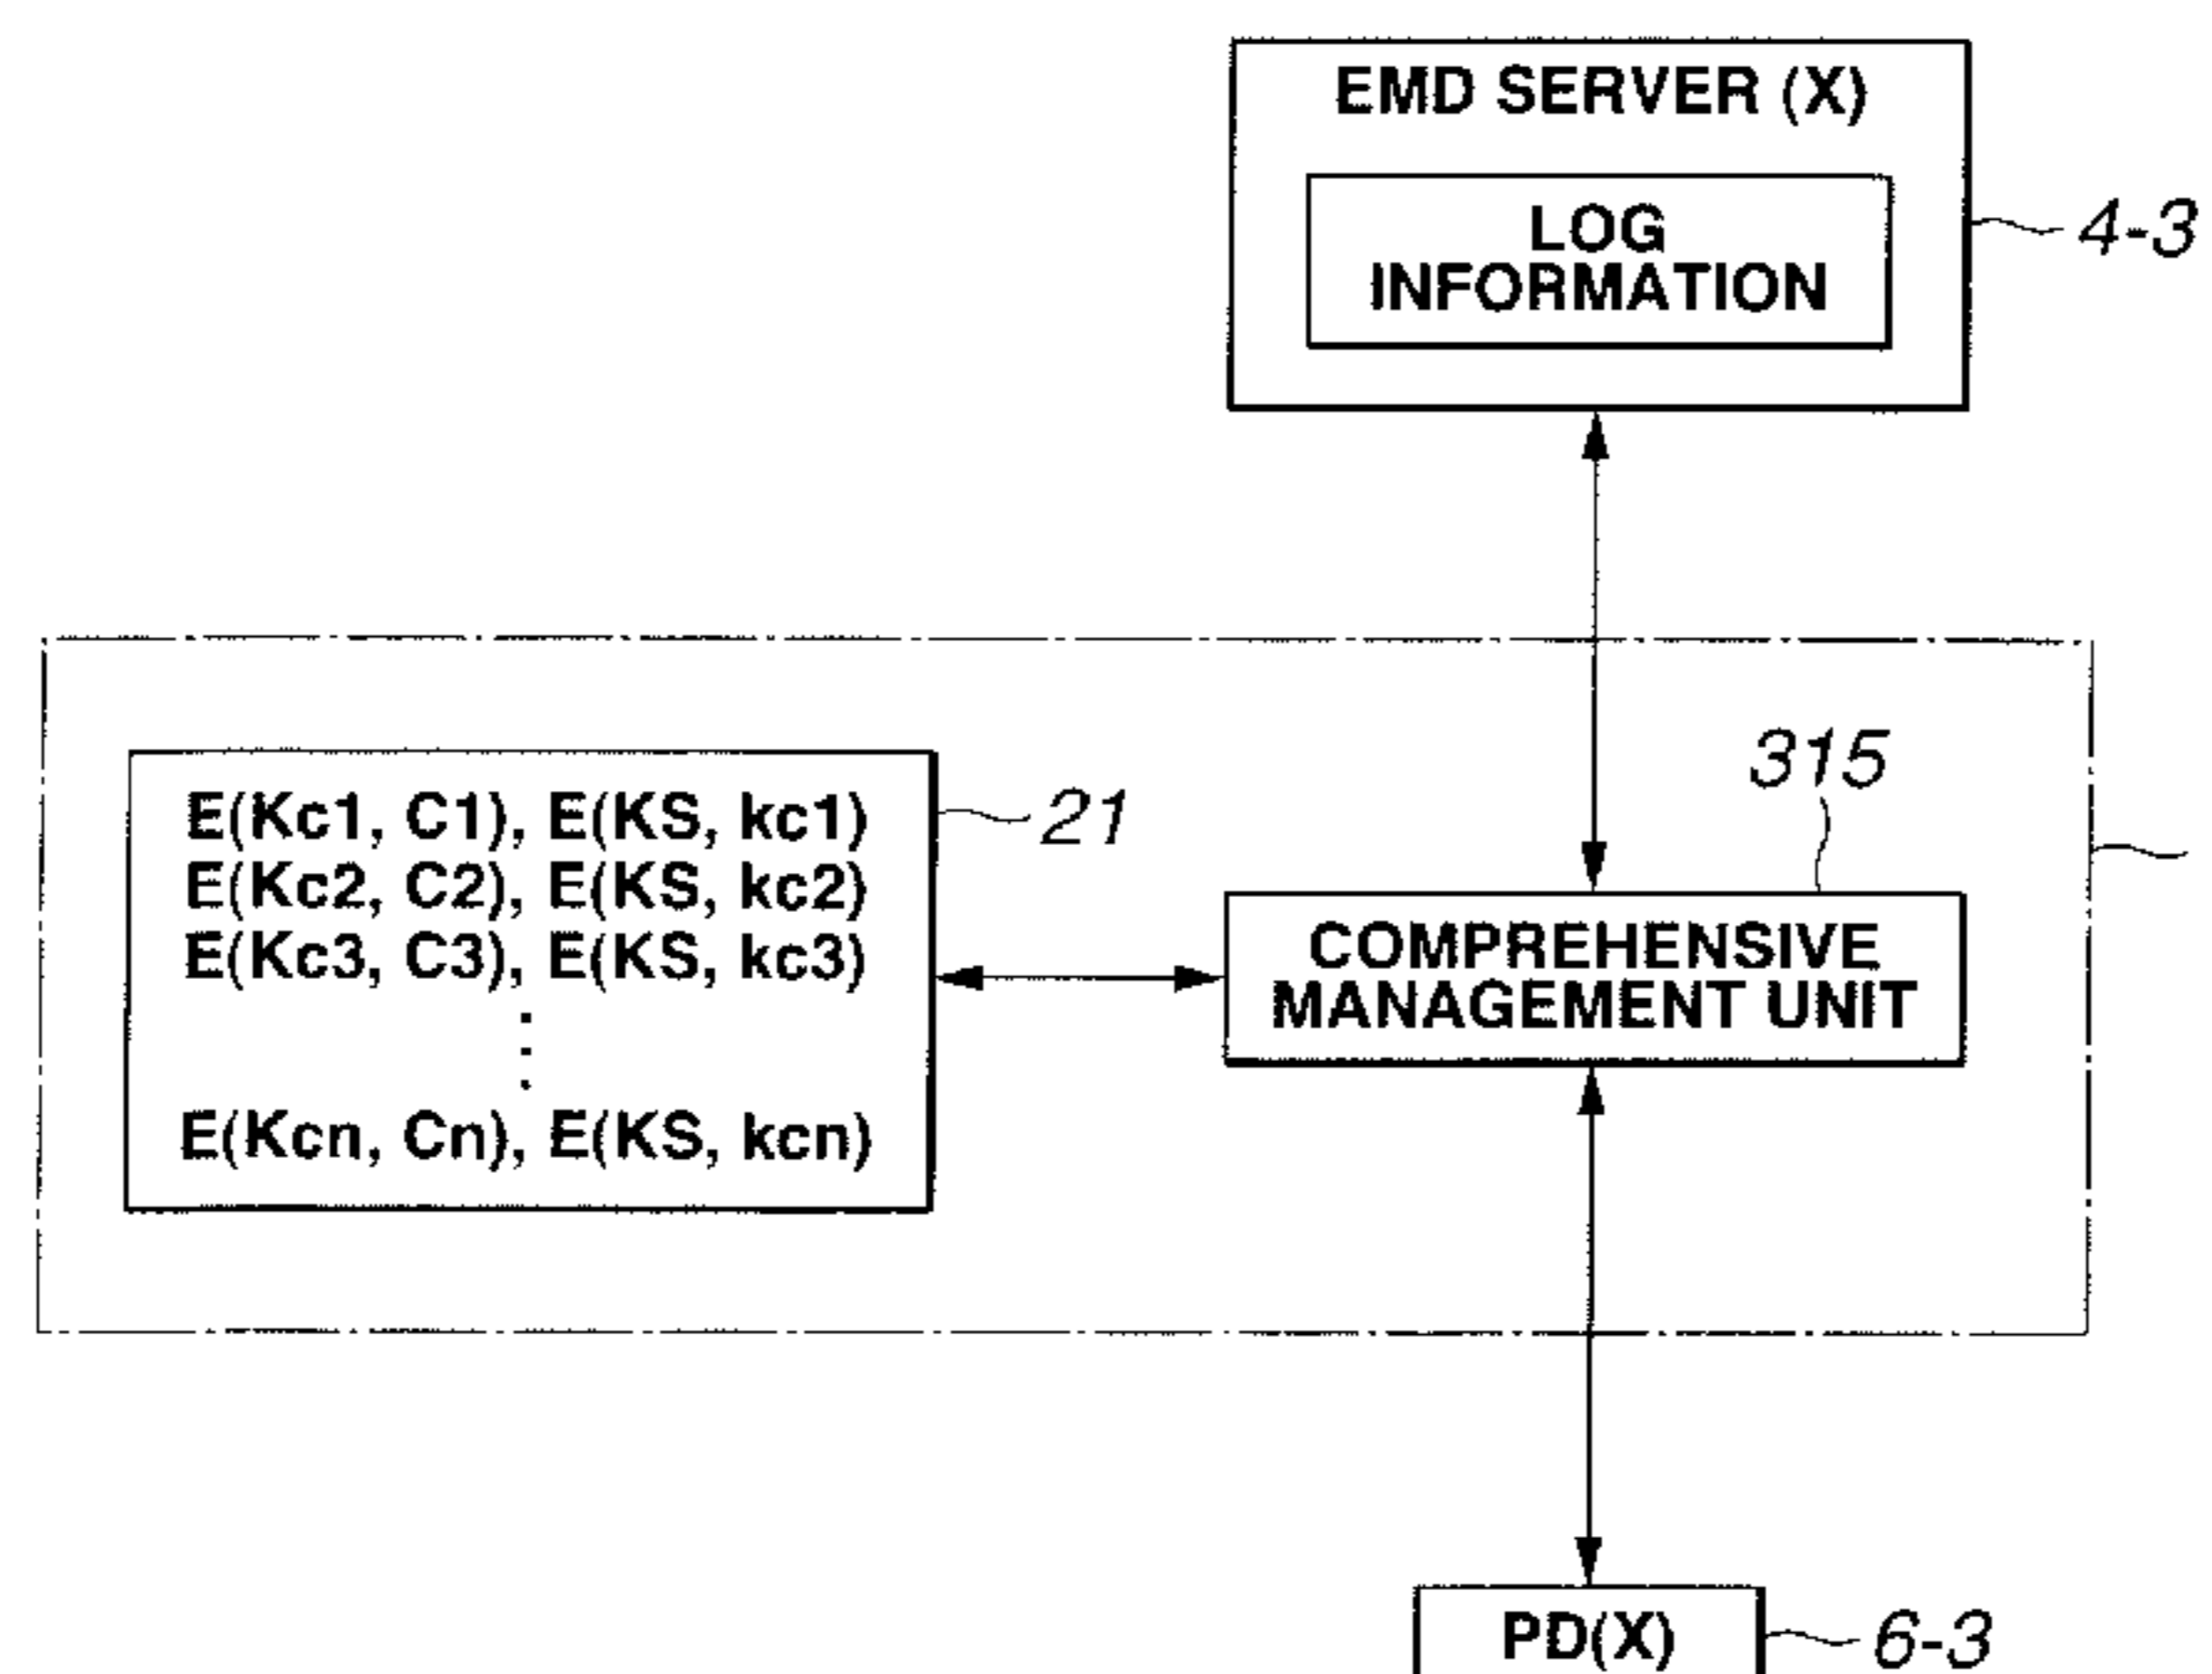 EMD SERVER (X)
LOG
INFORMATION
4-3
315
E(Kc1, C1), E(KS, kc1)
E(Kc2, C2), E(KS, kc2)
E(Kc3, C3), E(KS, kc3)
E(Kcn, Cn), E(KS, kcn)
21
COMPREHENSIVE
MANAGEMENT UNIT
PD(X)
6-3